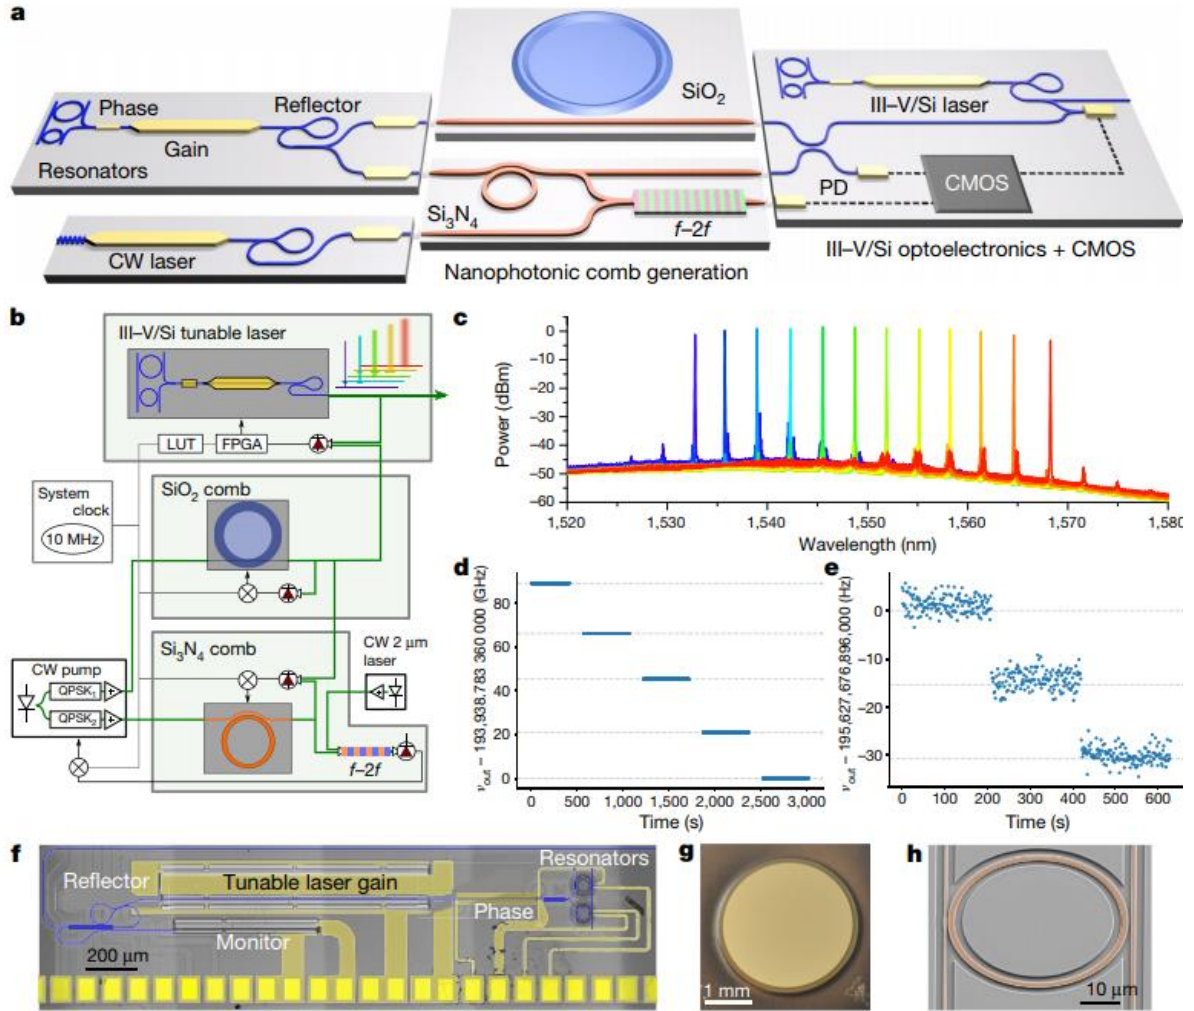 a
Phase
Reflector
Gain
Resonators
CW laser
SiO₂
Si₃N₄
f–2f
Nanophotonic comb generation
III–V/Si laser
PD
CMOS
III–V/Si optoelectronics + CMOS
b
III–V/Si tunable laser
LUT
FPGA
System
clock
10 MHz
SiO₂ comb
Si₃N₄ comb
CW 2 μm
laser
CW pump
QPSK₁
QPSK₂
f–2f
c
Power (dBm)
0
−10
−20
−30
−40
−50
−60
1,520
1,530
1,540
1,550
1,560
1,570
1,580
Wavelength (nm)
d
νout − 193,938.783 360 000 (GHz)
80
60
40
20
0
0
500
1,000
1,500
2,000
2,500
3,000
Time (s)
e
νout − 195,627,676,896,000 (Hz)
0
−10
−20
−30
0
100
200
300
400
500
600
Time (s)
f
Reflector
Tunable laser gain
Resonators
Phase
Monitor
200 μm
g
1 mm
h
10 μm